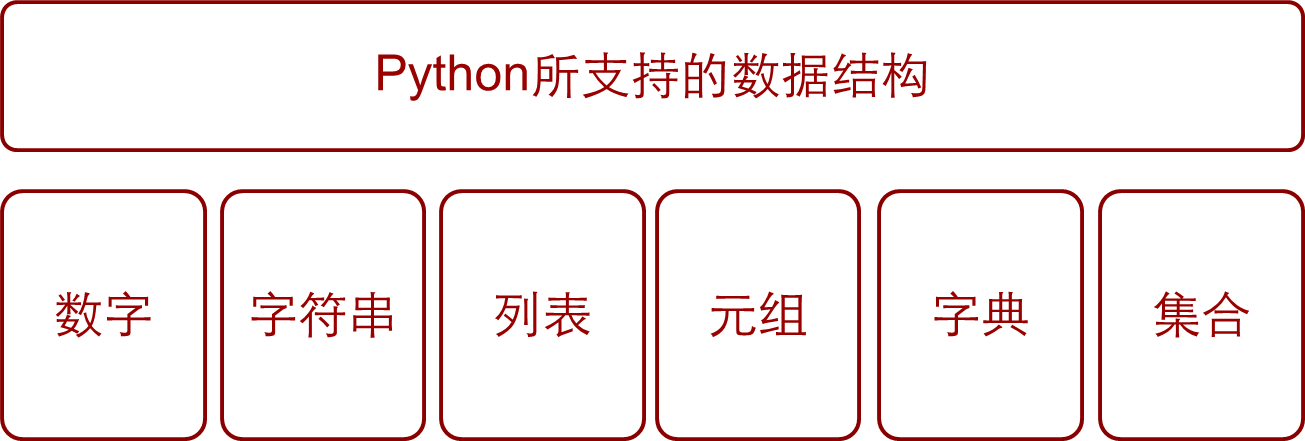 Python所支持的数据结构
数字
字符串
列表
元组
字典
集合